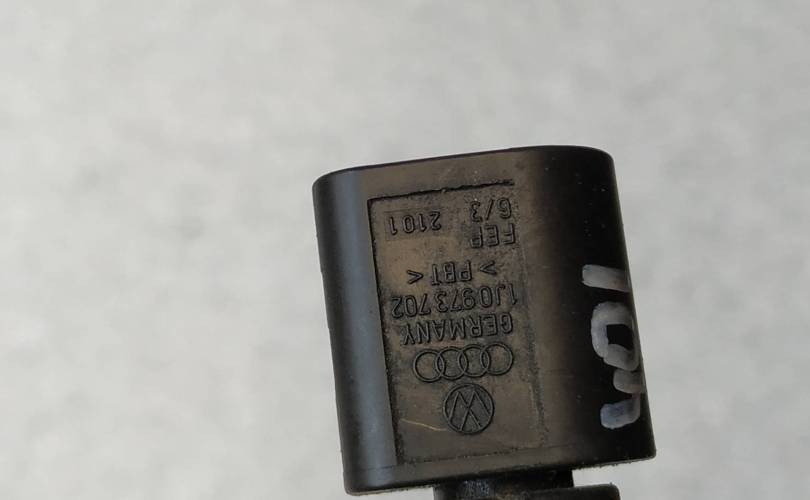 GERMANY
1J0973702
> PBT <
FEP
6/3 2101